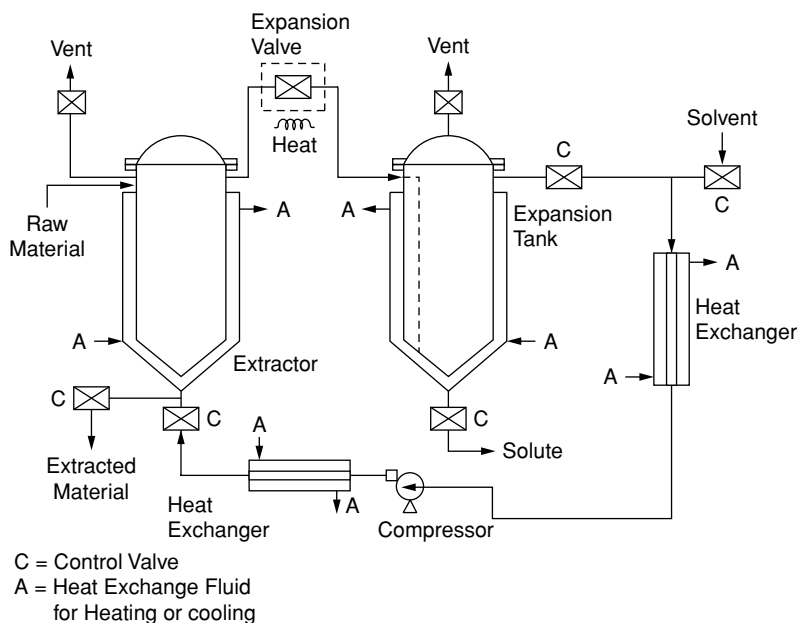 Expansion
Valve
Vent
Vent
Heat
Solvent
C
C
Raw
Material
A
A
Expansion
Tank
A
Heat
Exchanger
A
A
A
Extractor
C
C
C
A
Extracted
Material
Solute
Heat
Exchanger
A
Compressor
C = Control Valve
A = Heat Exchange Fluid
for Heating or cooling